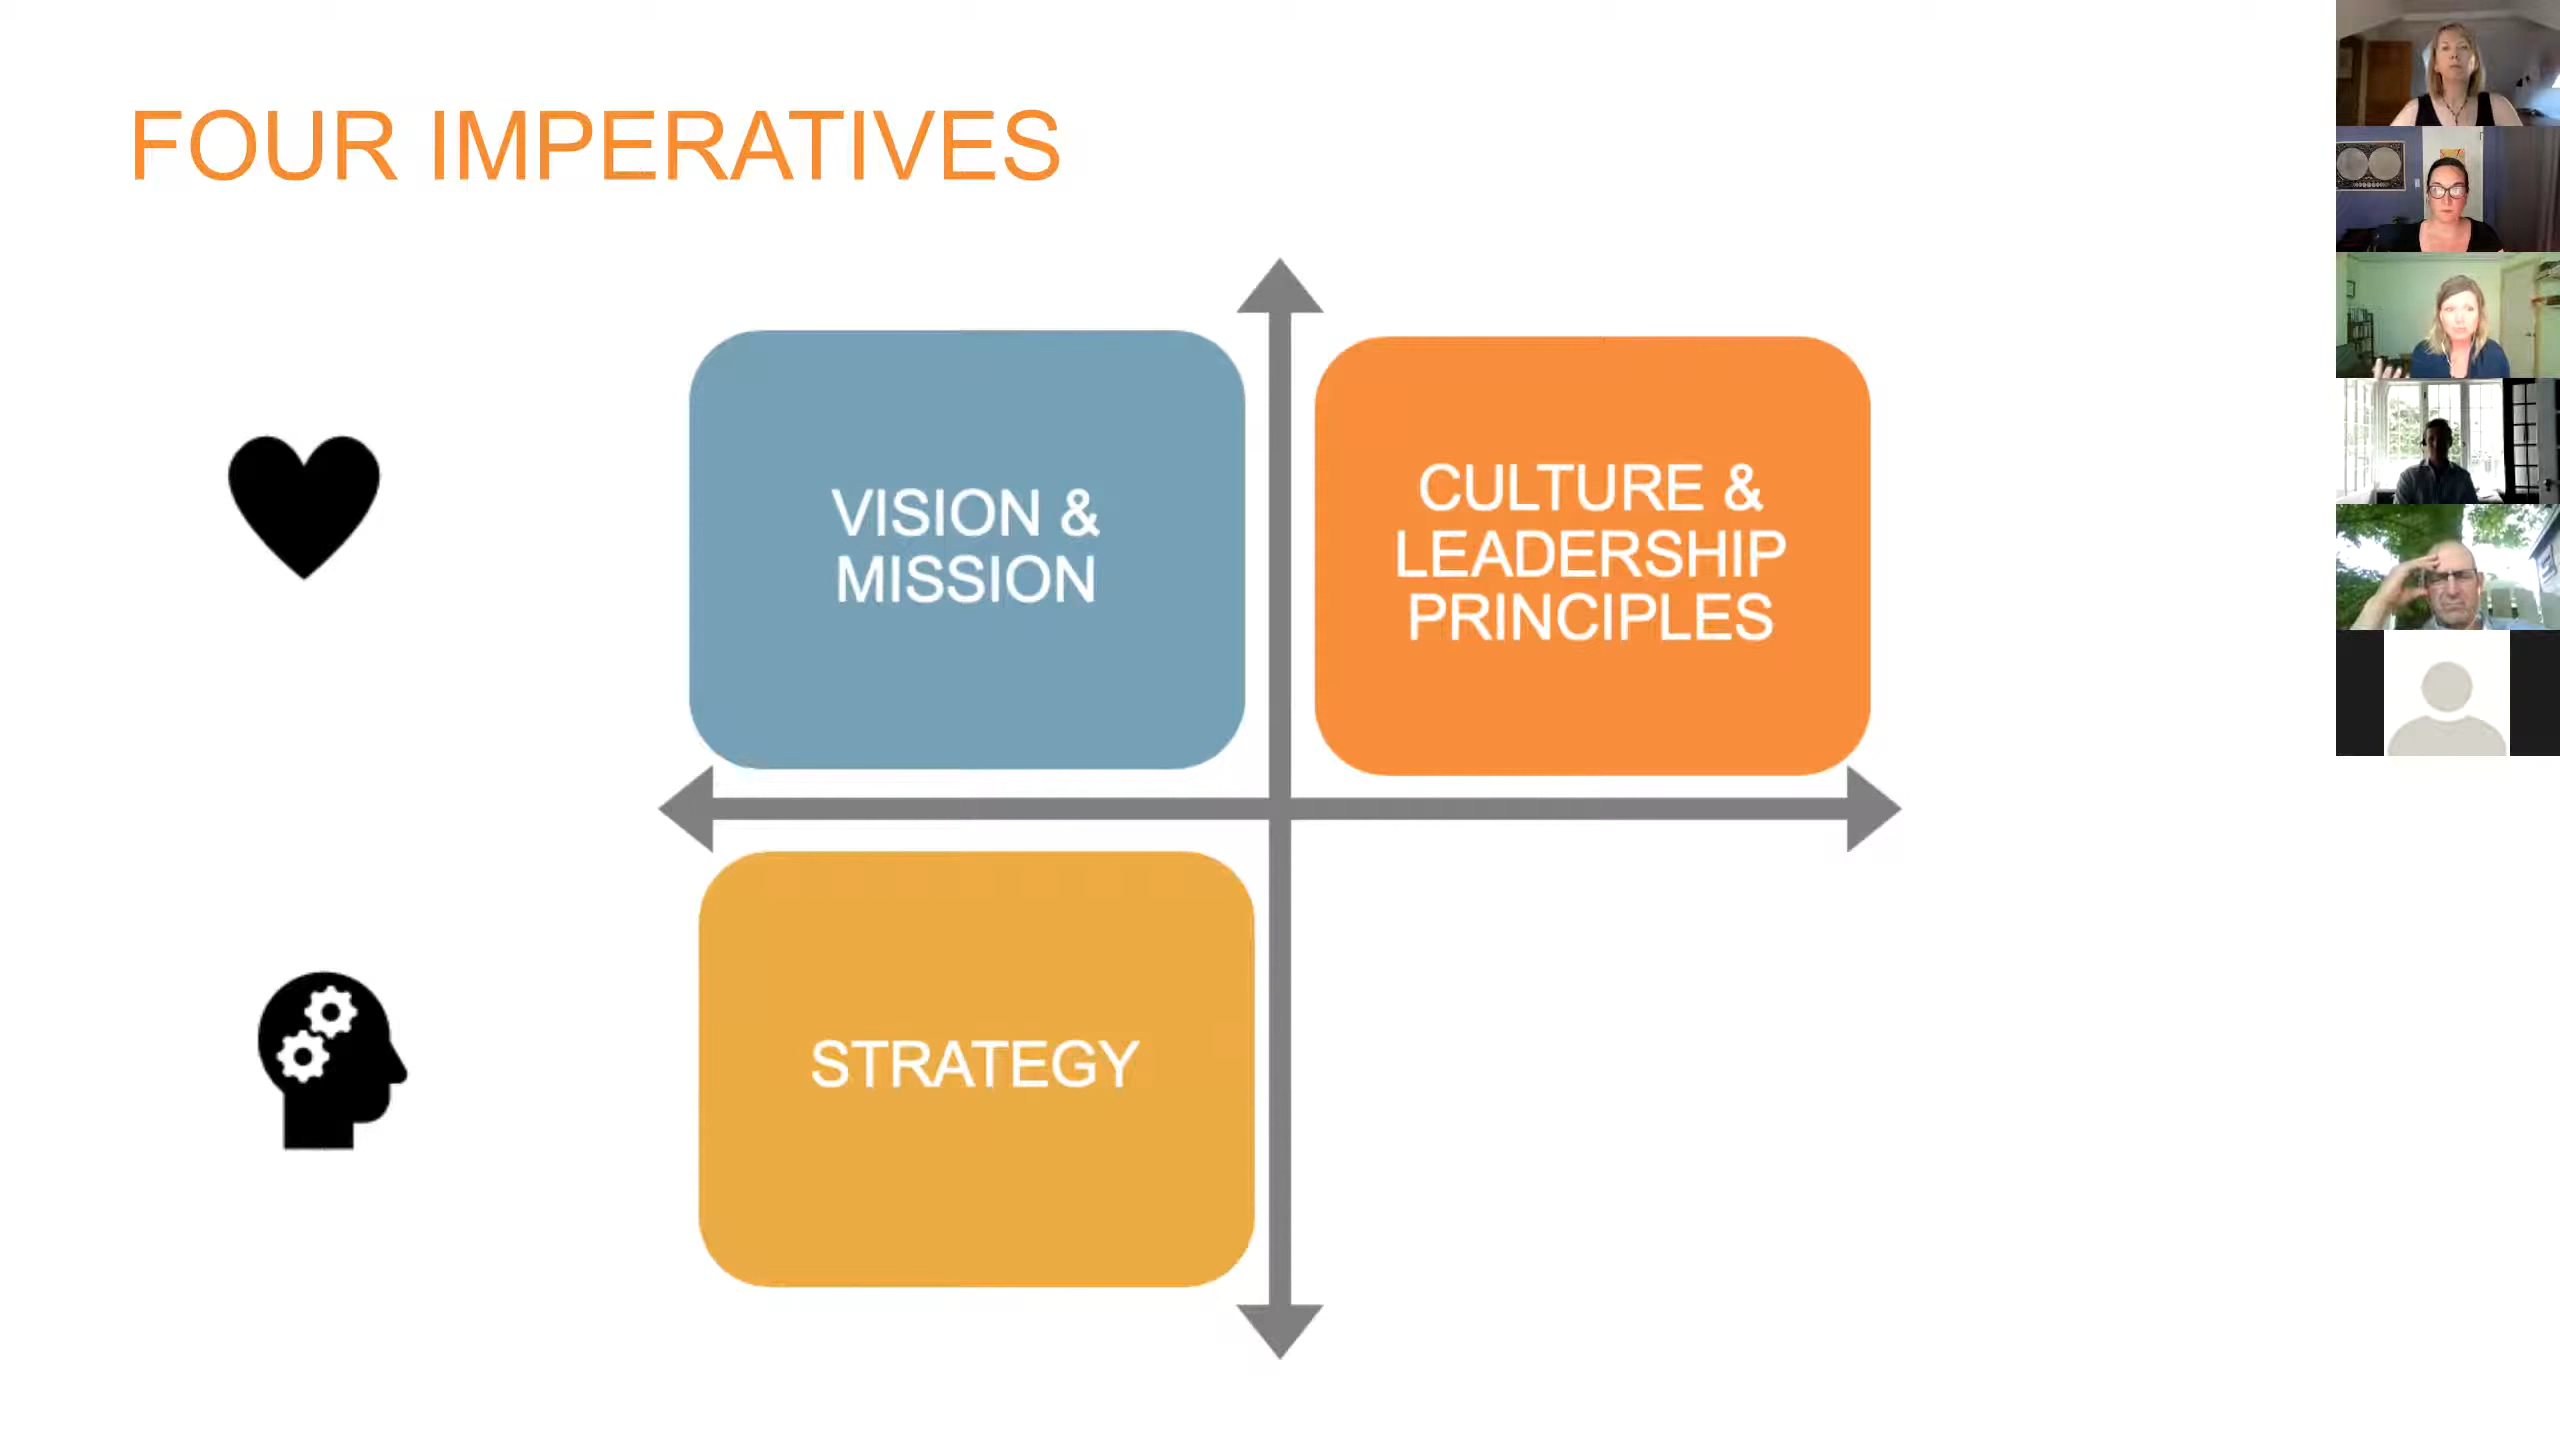 FOUR IMPERATIVES
VISION &
MISSION
CULTURE &
LEADERSHIP
PRINCIPLES
STRATEGY